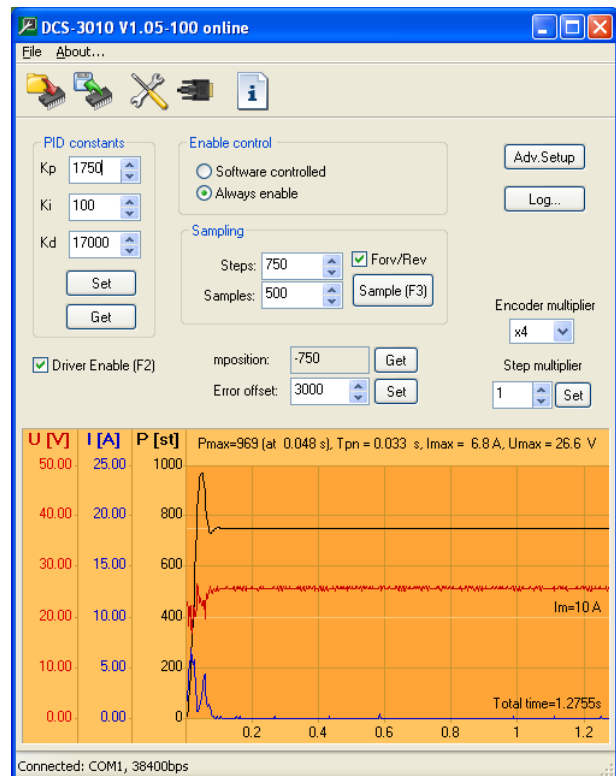 DCS-3010 V1.05-100 online
File About...
PID constants
Kp 1750
Ki 100
Kd 17000
Set
Get
Enable control
Software controlled
Always enable
Sampling
Steps: 750 Forv/Rev
Samples: 500 Sample (F3)
Adv.Setup
Log...
Encoder multiplier
x4
Driver Enable (F2)
mposition: -750 Get
Error offset: 3000 Set
Step multiplier
1 Set
U [V] I [A] P [st] Pmax=969 (at 0.048 s), Tpn = 0.033 s, Imax = 6.8 A, Umax = 26.6 V
50.00 25.00 1000
40.00 20.00 800
30.00 15.00 600
20.00 10.00 400
Im=10 A
10.00 5.00 200
Total time=1.2755s
0.00 0.00 0
0.2 0.4 0.6 0.8 1 1.2
Connected: COM1, 38400bps